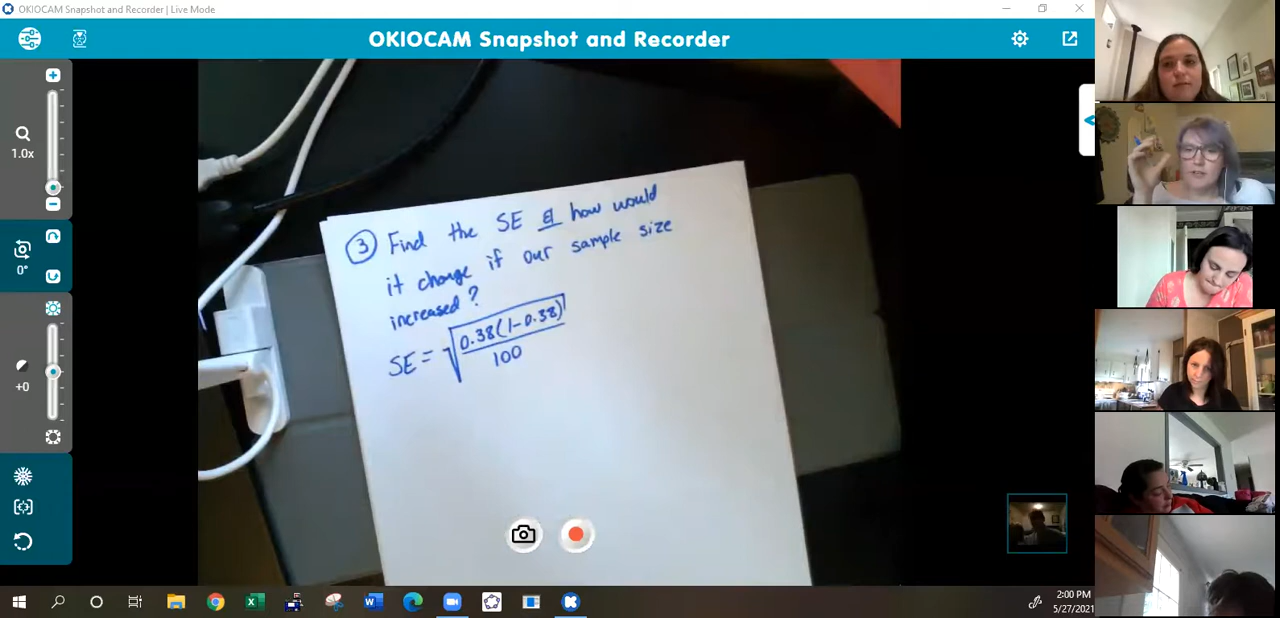 OKIOCAM Snapshot and Recorder | Live Mode
OKIOCAM Snapshot and Recorder
1.0x
0°
+0
③ Find the SE & how would
it change if our sample size
increased?
SE = √(0.38(1-0.38)/100)
2:00 PM
5/27/2021